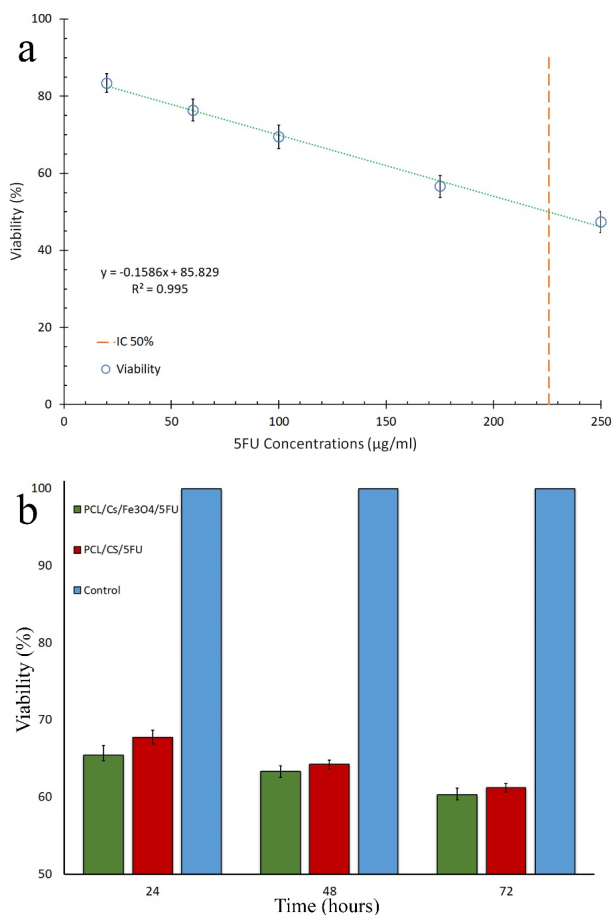 a
100
80
60
40
20
0
Viability (%)
y = -0.1586x + 85.829
R² = 0.995
IC 50%
Viability
0 50 100 150 200 250
5FU Concentrations (µg/ml)
b
100
90
80
70
60
50
Viability (%)
PCL/Cs/Fe3O4/5FU
PCL/CS/5FU
Control
24 48 72
Time (hours)